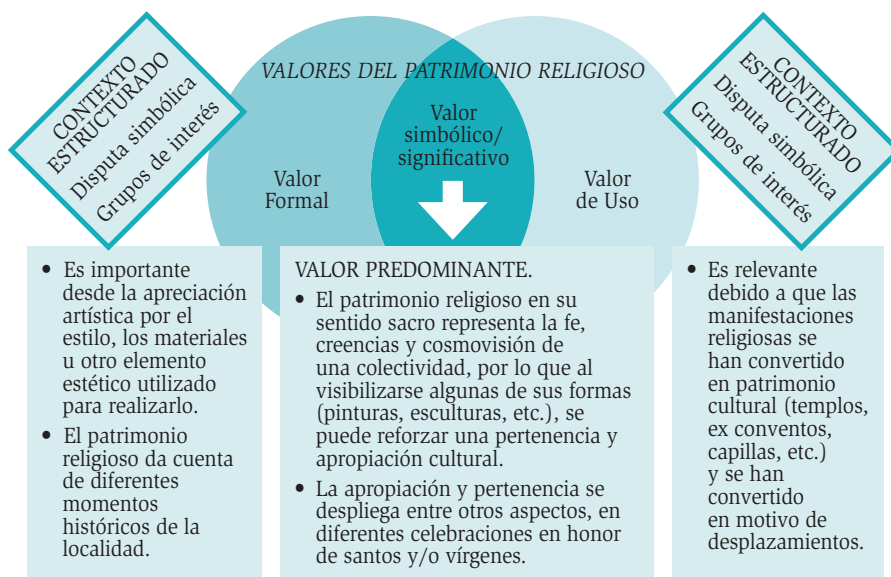 CONTEXTO
ESTRUCTURADO
Disputa simbólica
Grupos de interés
VALORES DEL PATRIMONIO RELIGIOSO
Valor
simbólico/
significativo
Valor
Formal
Valor
de Uso
CONTEXTO
ESTRUCTURADO
Disputa simbólica
Grupos de interés
• Es importante
desde la apreciación
artística por el
estilo, los materiales
u otro elemento
estético utilizado
para realizarlo.
• El patrimonio
religioso da cuenta
de diferentes
momentos
históricos de la
localidad.
VALOR PREDOMINANTE.
• El patrimonio religioso en su
sentido sacro representa la fe,
creencias y cosmovisión de
una colectividad, por lo que al
visibilizarse algunas de sus formas
(pinturas, esculturas, etc.), se
puede reforzar una pertenencia y
apropiación cultural.
• La apropiación y pertenencia se
despliega entre otros aspectos, en
diferentes celebraciones en honor
de santos y/o vírgenes.
• Es relevante
debido a que las
manifestaciones
religiosas se
han convertido
en patrimonio
cultural (templos,
ex conventos,
capillas, etc.)
y se han
convertido
en motivo de
desplazamientos.